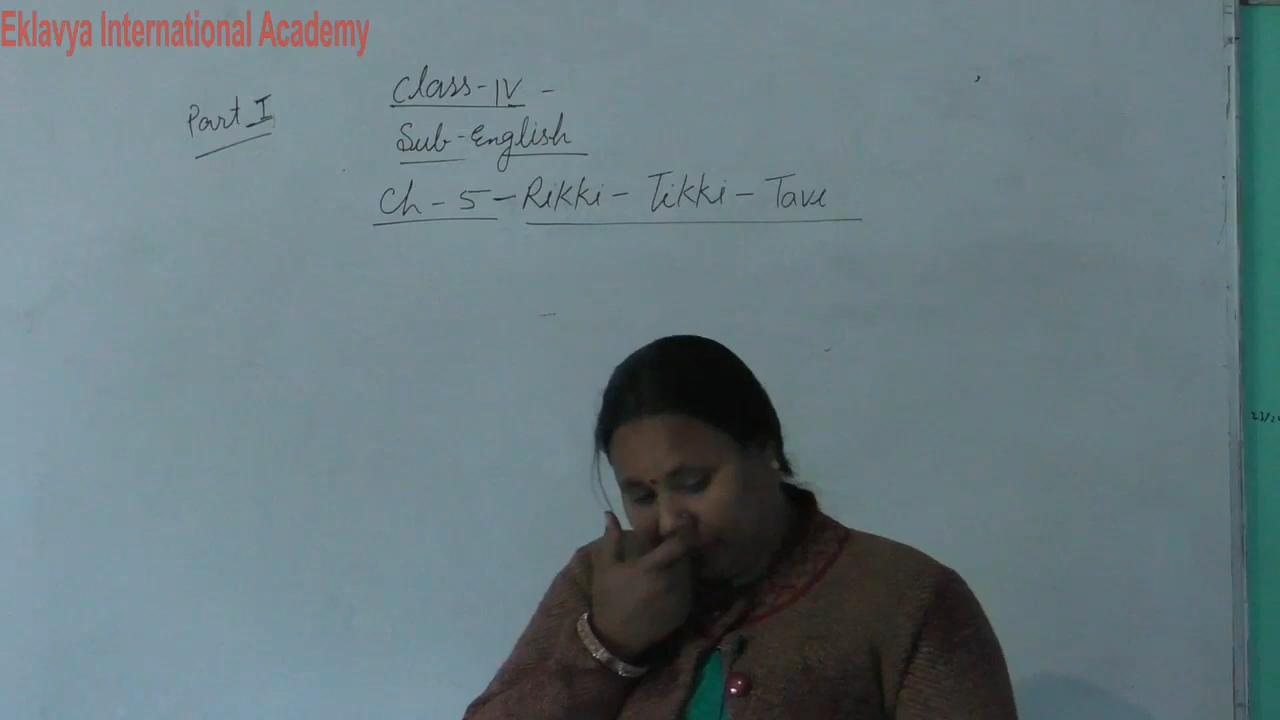 Eklavya International Academy
Class-IV -
Part I
Sub-English
Ch-5-Rikki-Tikki-Tavi